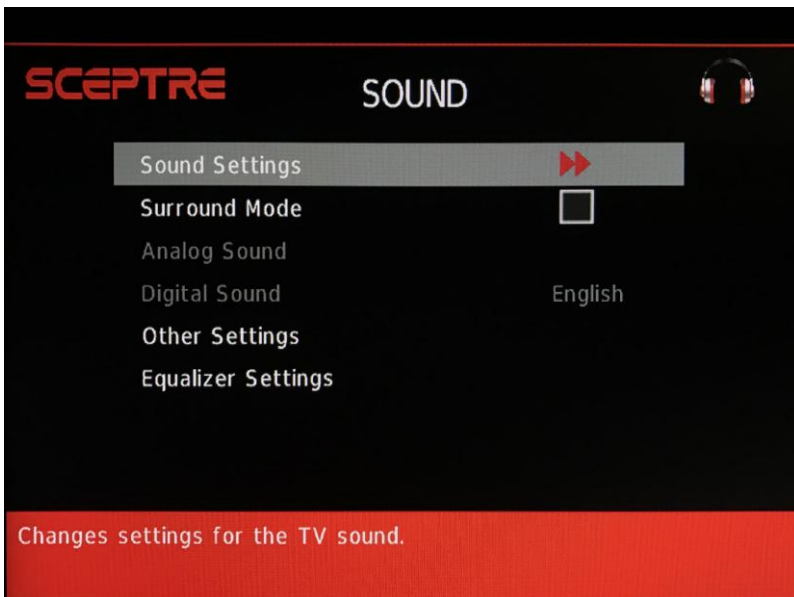 SCEPTRE
SOUND
Sound Settings
Surround Mode
Analog Sound
Digital Sound English
Other Settings
Equalizer Settings
Changes settings for the TV sound.